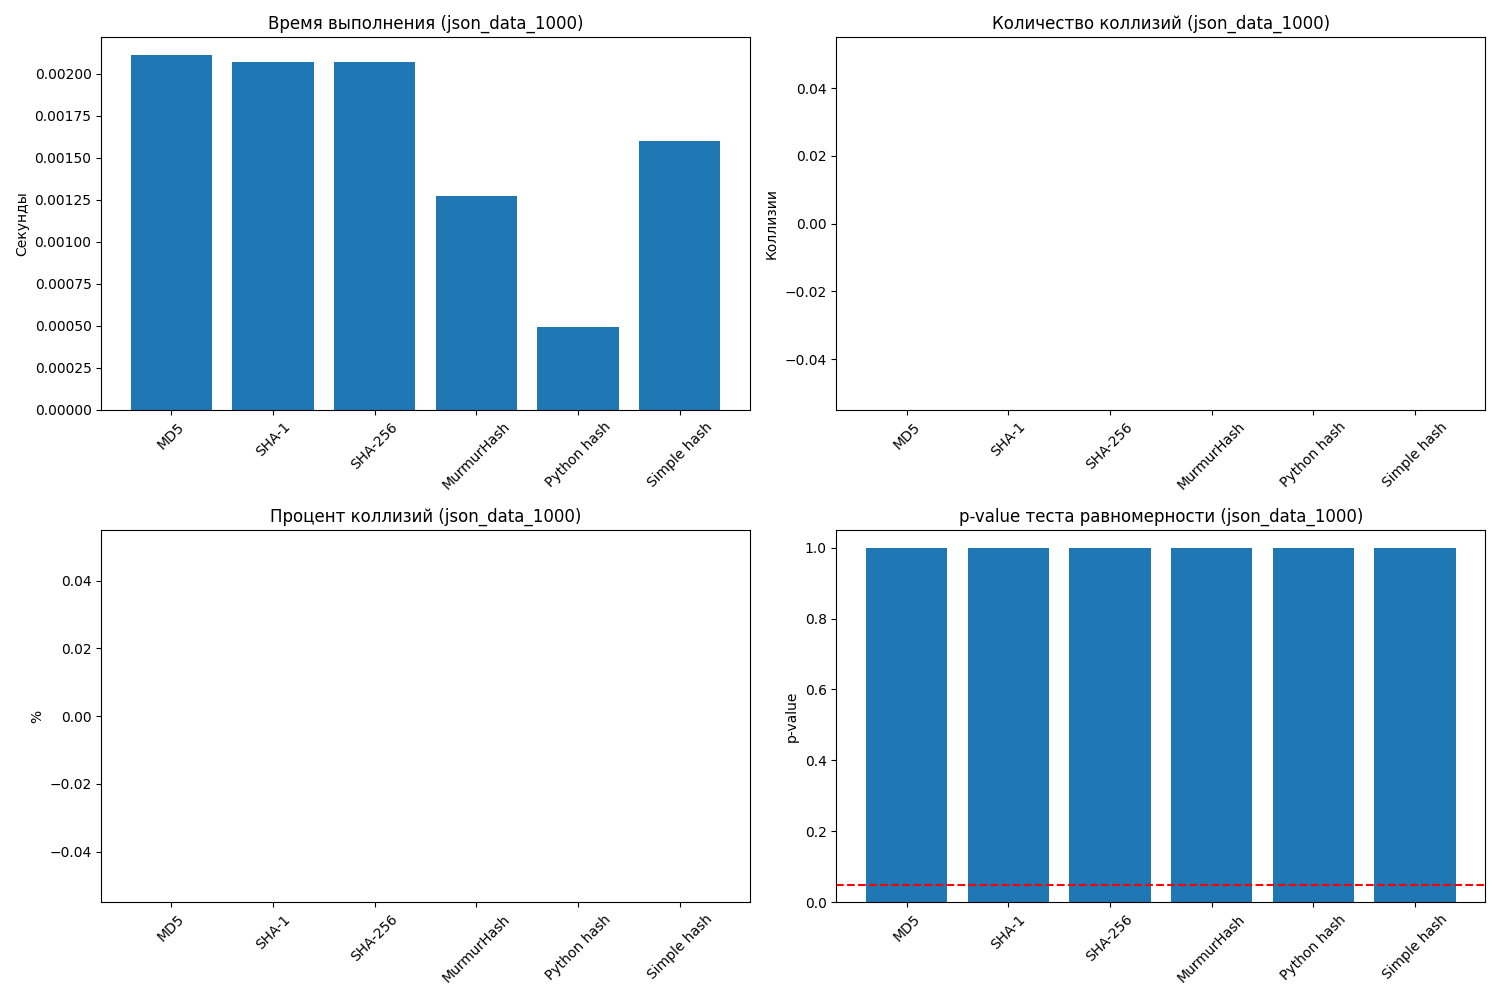 Время выполнения (json_data_1000)
Секунды
0.00200
0.00175
0.00150
0.00125
0.00100
0.00075
0.00050
0.00025
0.00000
MD5
SHA-1
SHA-256
MurmurHash
Python hash
Simple hash
Количество коллизий (json_data_1000)
Коллизии
0.04
0.02
0.00
−0.02
−0.04
MD5
SHA-1
SHA-256
MurmurHash
Python hash
Simple hash
Процент коллизий (json_data_1000)
%
0.04
0.02
0.00
−0.02
−0.04
MD5
SHA-1
SHA-256
MurmurHash
Python hash
Simple hash
p-value теста равномерности (json_data_1000)
p-value
1.0
0.8
0.6
0.4
0.2
0.0
MD5
SHA-1
SHA-256
MurmurHash
Python hash
Simple hash